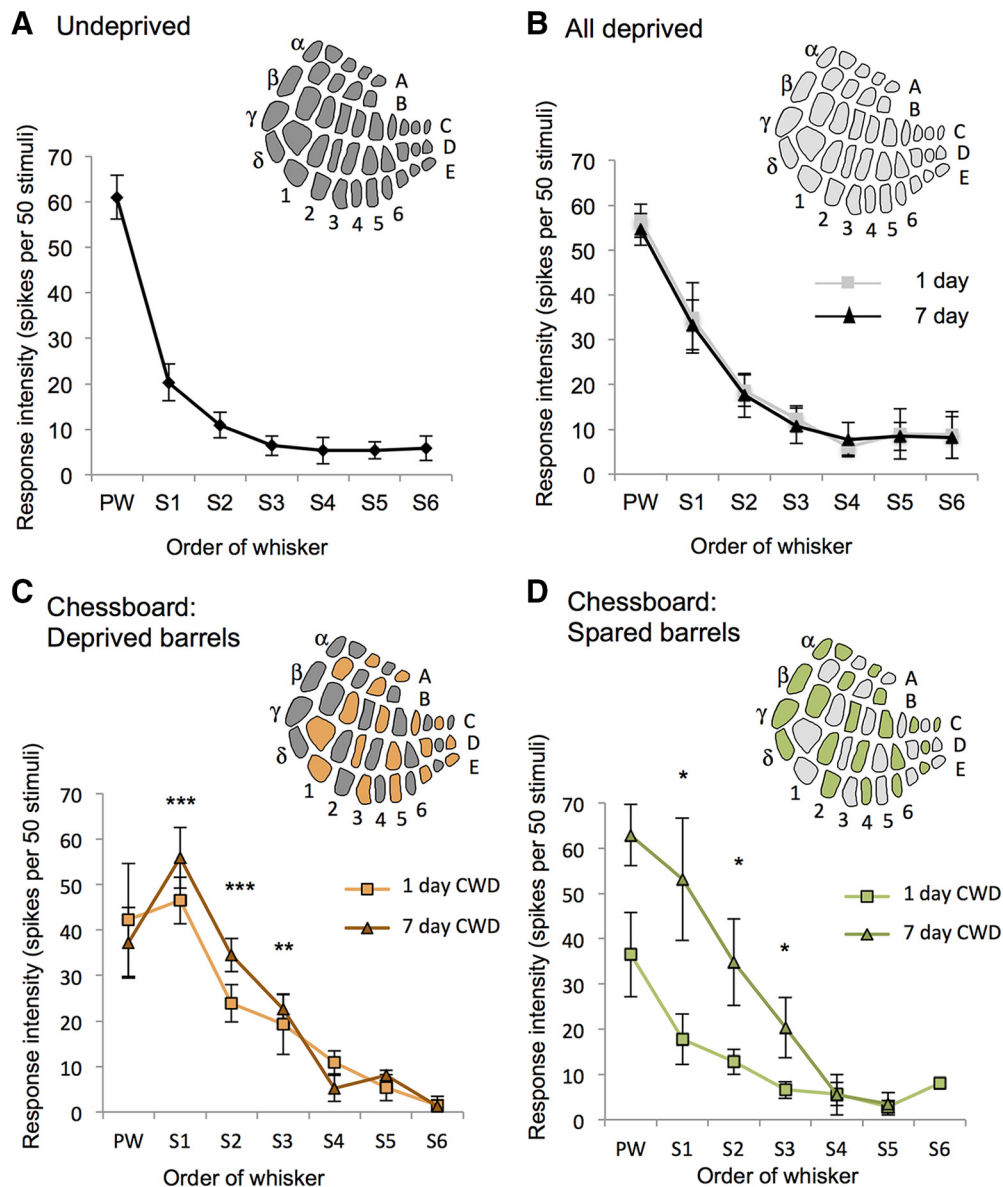 A Undeprived
α
β
γ
δ
A
B
C
D
E
1 2 3 4 5 6
Response intensity (spikes per 50 stimuli)
70
60
50
40
30
20
10
0
PW S1 S2 S3 S4 S5 S6
Order of whisker
B All deprived
α
β
γ
δ
A
B
C
D
E
1 2 3 4 5 6
1 day
7 day
Response intensity (spikes per 50 stimuli)
70
60
50
40
30
20
10
0
PW S1 S2 S3 S4 S5 S6
Order of whisker
C Chessboard:
Deprived barrels
α
β
γ
δ
A
B
C
D
E
1 2 3 4 5 6
*** *** **
1 day CWD
7 day CWD
Response intensity (spikes per 50 stimuli)
70
60
50
40
30
20
10
0
PW S1 S2 S3 S4 S5 S6
Order of whisker
D Chessboard:
Spared barrels
α
β
γ
δ
A
B
C
D
E
1 2 3 4 5 6
* * *
1 day CWD
7 day CWD
Response intensity (spikes per 50 stimuli)
70
60
50
40
30
20
10
0
PW S1 S2 S3 S4 S5 S6
Order of whisker